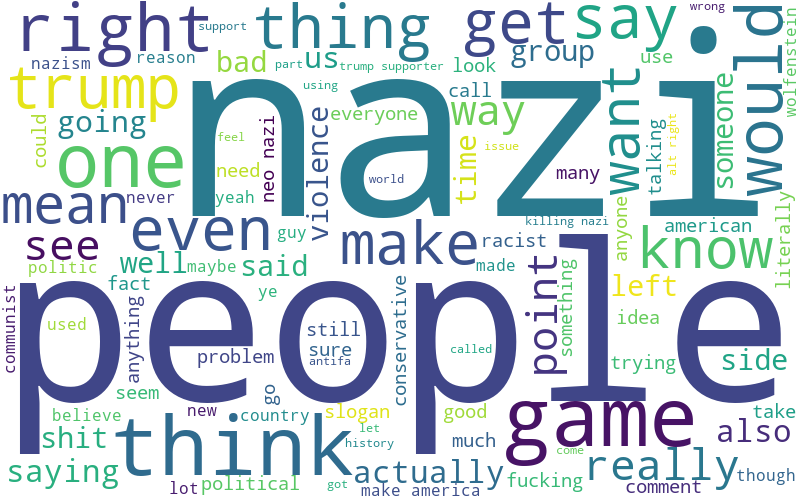 right
support
thing
get
say
would
wrong
wolfenstein
nazism
reason
bad
us
part
trump supporter
look
group
use
trump
using
call
nazi
could
going
everyone
way
want
talking
someone
alt right
one
feel
neo nazi
violence
time
issue
need
world
many
mean
never
yeah
killing nazi
american
see
even
guy
make
racist
anyone
know
literally
politic
well
maybe
said
made
communist
fact
ye
conservative
people
point
something
left
used
anything
still
sure
antifa
problem
called
idea
trying
side
seem
go
believe
new
country
slogan
good
game
take
shit
think
let
history
much
come
also
saying
lot
political
got
make america
actually
fucking
really
comment
though